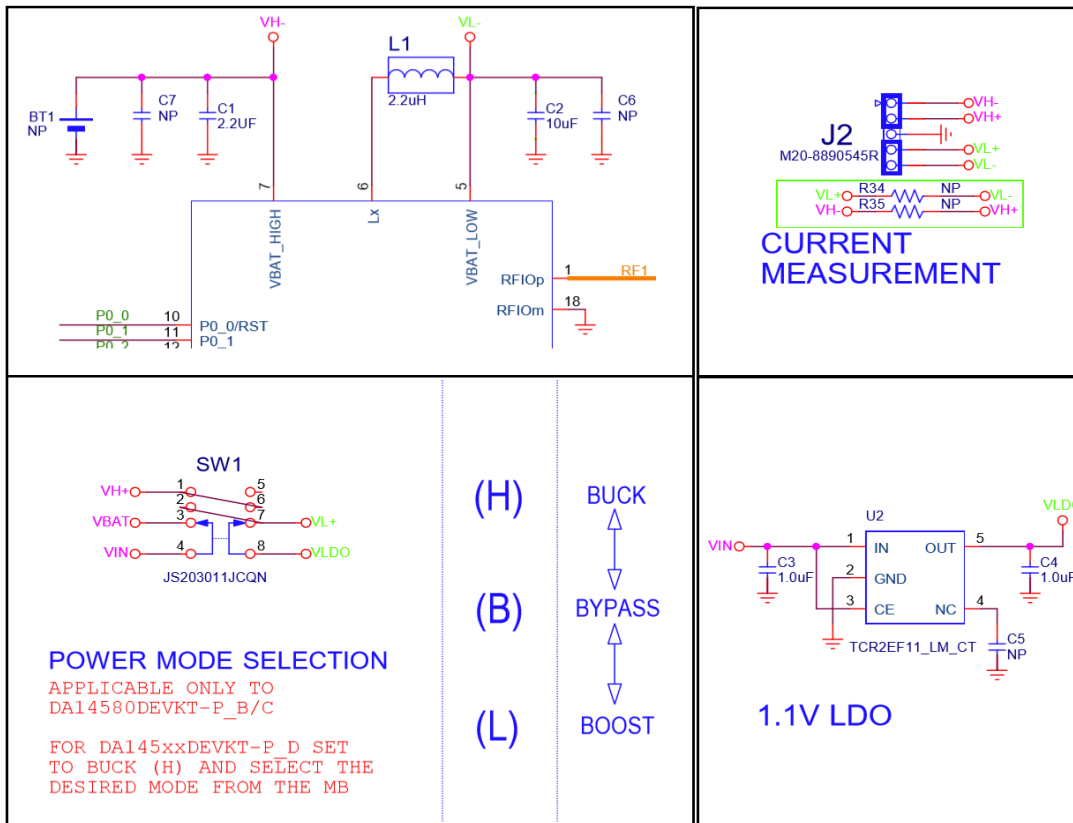 VH-
VL-
L1
2.2uH
BT1
NP
C7
NP
C1
2.2UF
C2
10uF
C6
NP
7
6
5
VBAT_HIGH
Lx
VBAT_LOW
RFIOp
1
RF1
RFIOm
18
P0_0
10
P0_0/RST
P0_1
11
P0_1
P0_2
12
VH-
VH+
J2
M20-8890545R
VL+
VL-
VL+
R34
NP
VL-
VH-
R35
NP
VH+
CURRENT
MEASUREMENT
SW1
VH+
1
5
2
6
VBAT
3
7
VL+
VIN
4
8
VLDO
JS203011JCQN
(H)
BUCK
(B)
BYPASS
(L)
BOOST
POWER MODE SELECTION
APPLICABLE ONLY TO
DA14580DEVKT-P_B/C
FOR DA145xxDEVKT-P_D SET
TO BUCK (H) AND SELECT THE
DESIRED MODE FROM THE MB
VLDO
U2
VIN
1
IN
OUT
5
C3
1.0uF
2
GND
C4
1.0uF
3
CE
NC
4
TCR2EF11_LM_CT
C5
NP
1.1V LDO